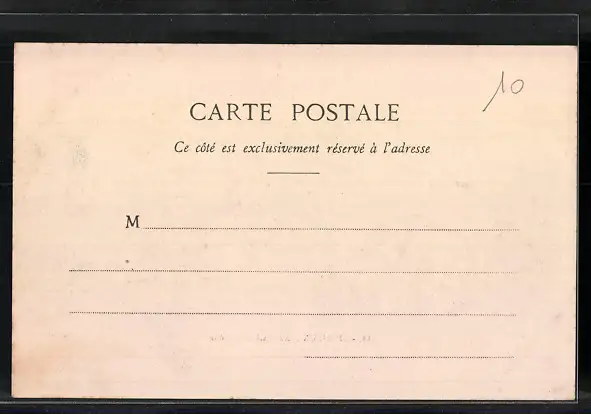 10
CARTE POSTALE
Ce côté est exclusivement réservé à l'adresse
M